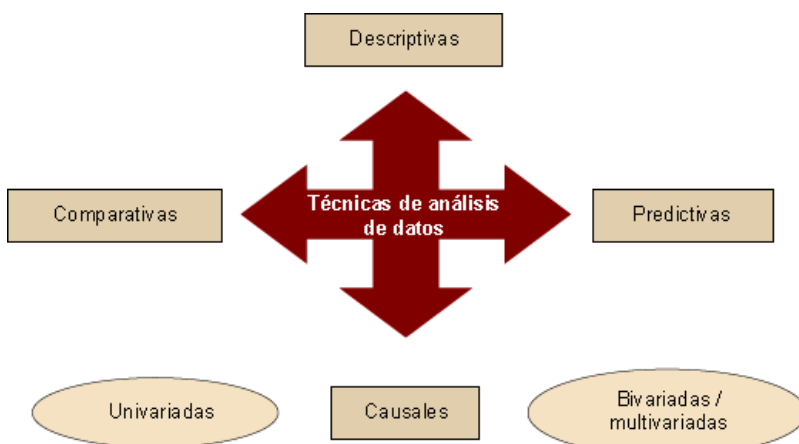 Descriptivas
Comparativas
Técnicas de análisis
de datos
Predictivas
Univariadas
Causales
Bivariadas /
multivariadas